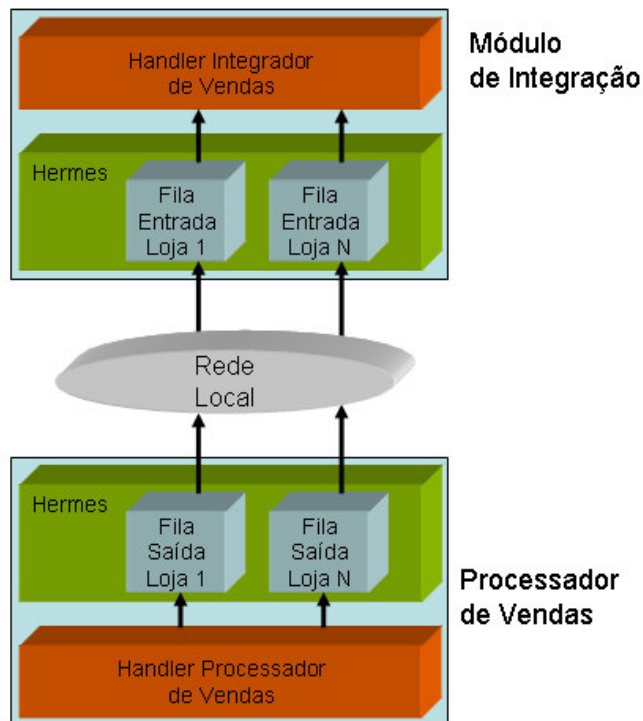 Handler Integrador
de Vendas
Módulo
de Integração
Hermes
Fila
Entrada
Loja 1
Fila
Entrada
Loja N
Rede
Local
Hermes
Fila
Saída
Loja 1
Fila
Saída
Loja N
Processador
de Vendas
Handler Processador
de Vendas